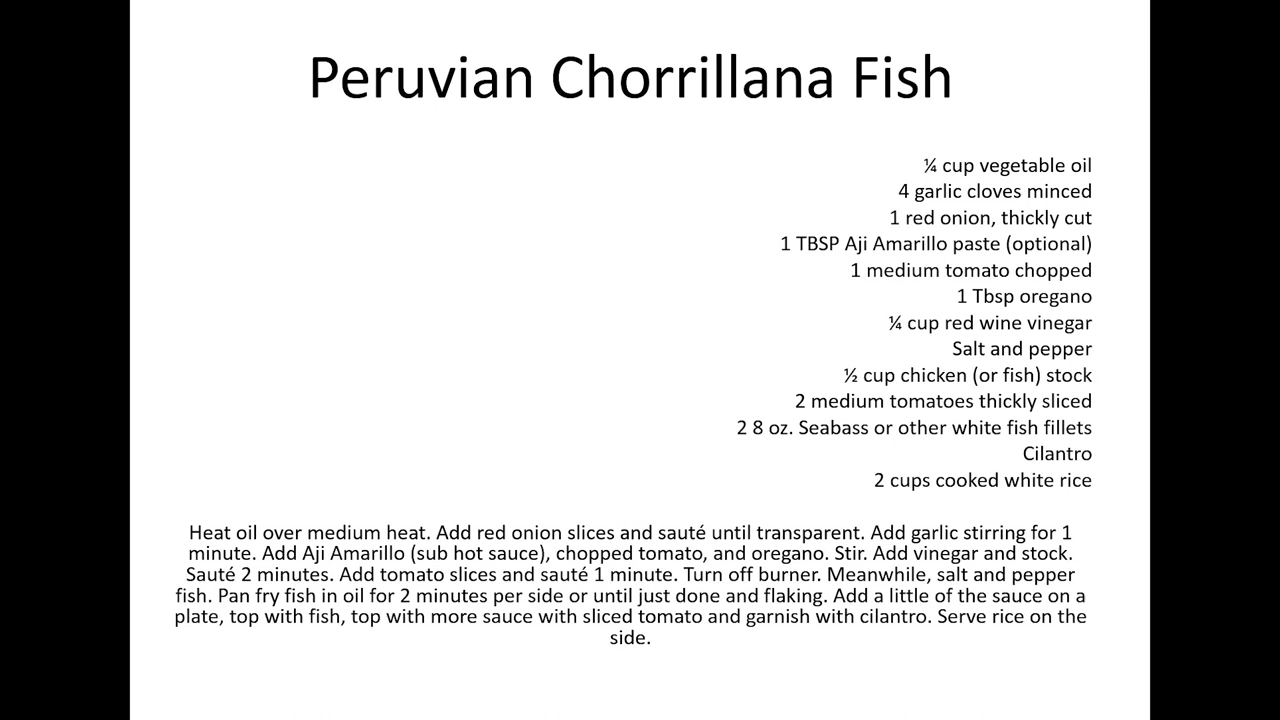 Peruvian Chorrillana Fish
¼ cup vegetable oil
4 garlic cloves minced
1 red onion, thickly cut
1 TBSP Aji Amarillo paste (optional)
1 medium tomato chopped
1 Tbsp oregano
¼ cup red wine vinegar
Salt and pepper
½ cup chicken (or fish) stock
2 medium tomatoes thickly sliced
2 8 oz. Seabass or other white fish fillets
Cilantro
2 cups cooked white rice
Heat oil over medium heat. Add red onion slices and sauté until transparent. Add garlic stirring for 1
minute. Add Aji Amarillo (sub hot sauce), chopped tomato, and oregano. Stir. Add vinegar and stock.
Sauté 2 minutes. Add tomato slices and sauté 1 minute. Turn off burner. Meanwhile, salt and pepper
fish. Pan fry fish in oil for 2 minutes per side or until just done and flaking. Add a little of the sauce on a
plate, top with fish, top with more sauce with sliced tomato and garnish with cilantro. Serve rice on the
side.